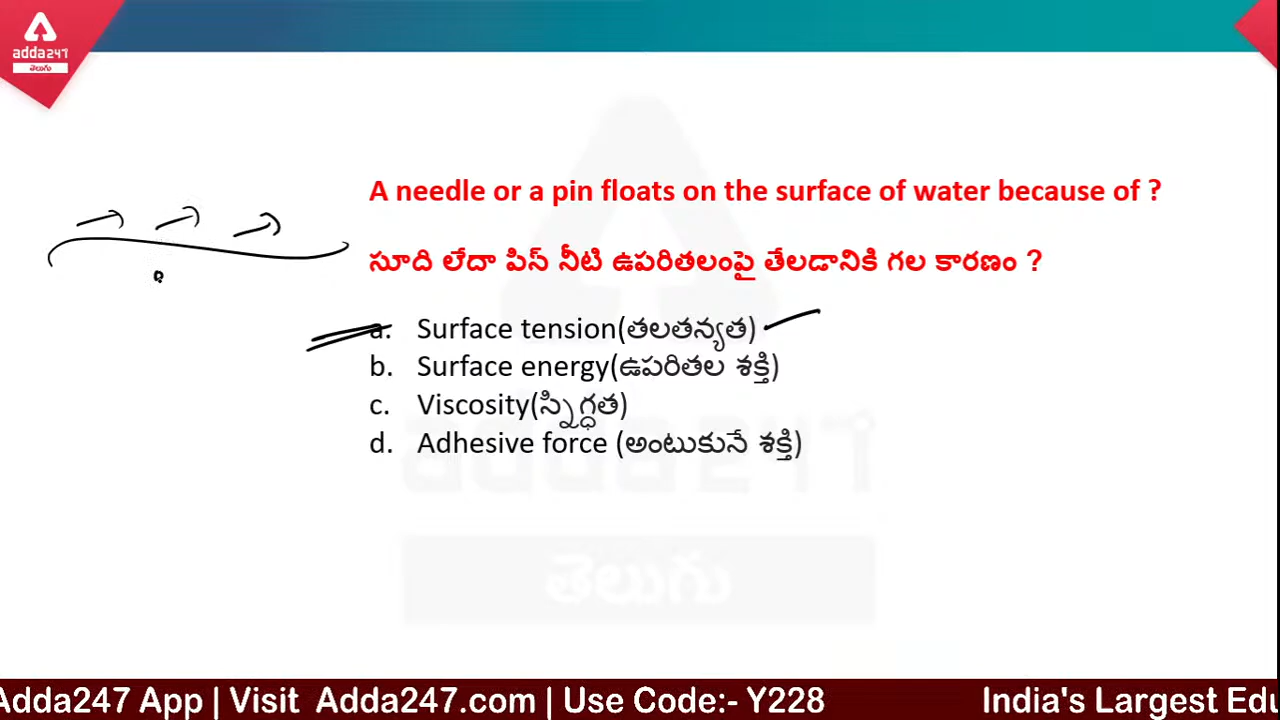 adda247
తెలుగు
A needle or a pin floats on the surface of water because of ?
సూది లేదా పిన్ నీటి ఉపరితలంపై తేలడానికి గల కారణం ?
a. Surface tension(తలతన్యత)
b. Surface energy(ఉపరితల శక్తి)
c. Viscosity(స్నిగ్ధత)
d. Adhesive force (అంటుకునే శక్తి)
adda247
తెలుగు
Adda247 App | Visit Adda247.com | Use Code:- Y228 India's Largest Edu